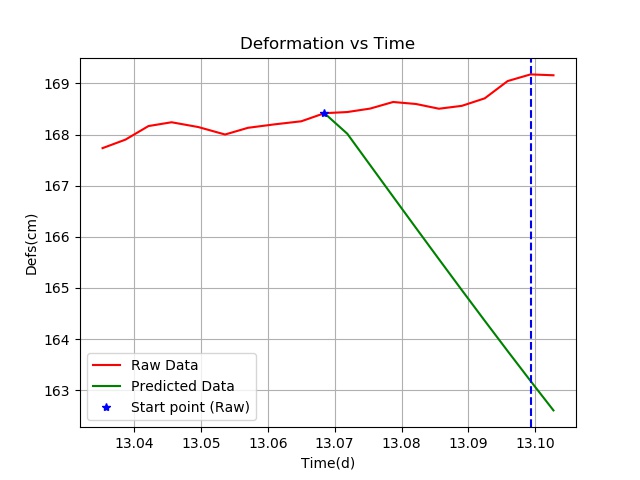 Deformation vs Time
169
168
167
166
165
164
163
Defs(cm)
Raw Data
Predicted Data
Start point (Raw)
13.04 13.05 13.06 13.07 13.08 13.09 13.10
Time(d)